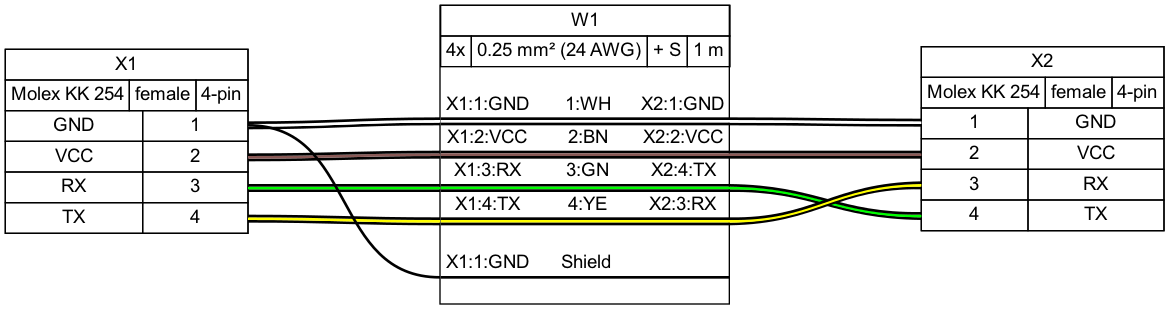 X1
Molex KK 254 female 4-pin
GND 1
VCC 2
RX 3
TX 4
W1
4x 0.25 mm² (24 AWG) + S 1 m
X1:1:GND 1:WH X2:1:GND
X1:2:VCC 2:BN X2:2:VCC
X1:3:RX 3:GN X2:4:TX
X1:4:TX 4:YE X2:3:RX
X1:1:GND Shield
X2
Molex KK 254 female 4-pin
1 GND
2 VCC
3 RX
4 TX